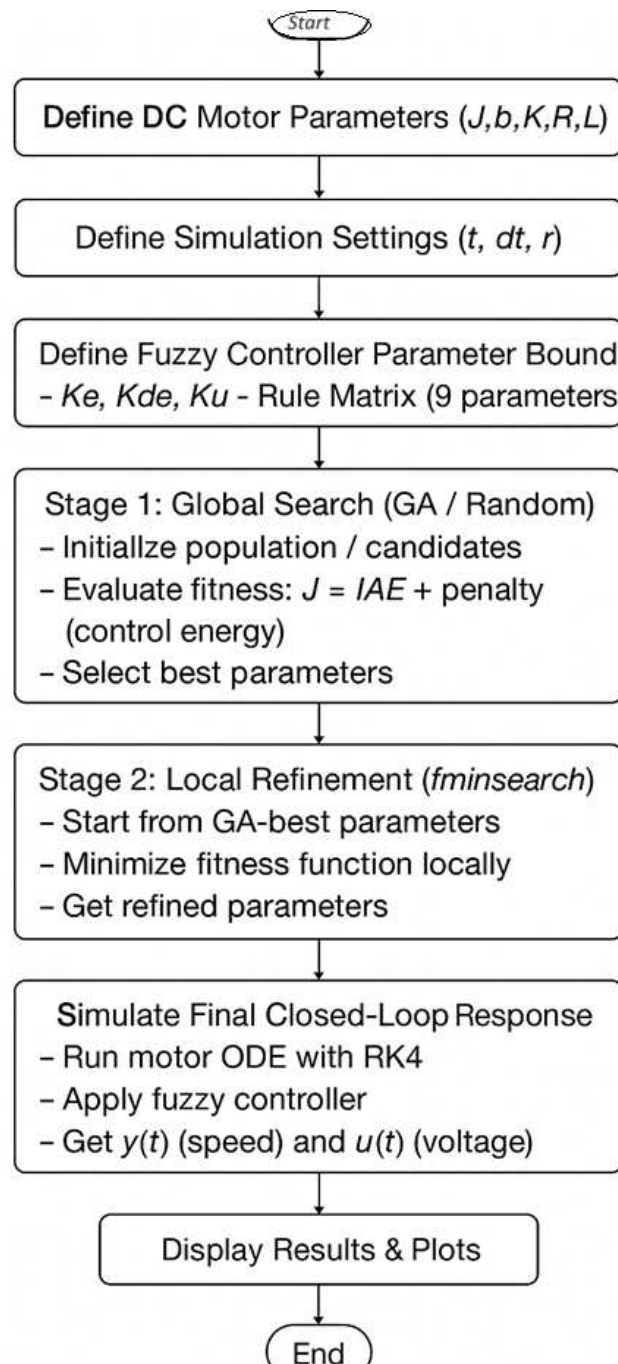 Start
Define DC Motor Parameters (J,b,K,R,L)
Define Simulation Settings (t, dt, r)
Define Fuzzy Controller Parameter Bound
– Ke, Kde, Ku - Rule Matrix (9 parameters
Stage 1: Global Search (GA / Random)
– Initiallze population / candidates
– Evaluate fitness: J = IAE + penalty
(control energy)
– Select best parameters
Stage 2: Local Refinement (fminsearch)
– Start from GA-best parameters
– Minimize fitness function locally
– Get refined parameters
Simulate Final Closed-Loop Response
– Run motor ODE with RK4
– Apply fuzzy controller
– Get y(t) (speed) and u(t) (voltage)
Display Results & Plots
End